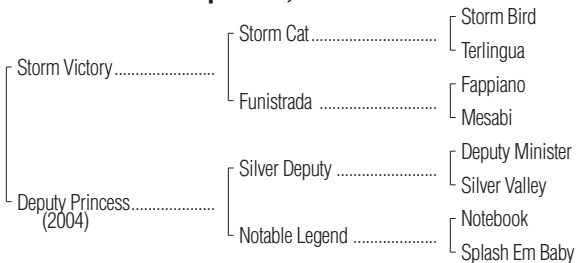 Storm Bird
Storm Cat
Terlingua
Storm Victory
Fappiano
Funistrada
Mesabi
Deputy Minister
Silver Deputy
Silver Valley
Deputy Princess
(2004)
Notebook
Notable Legend
Splash Em Baby